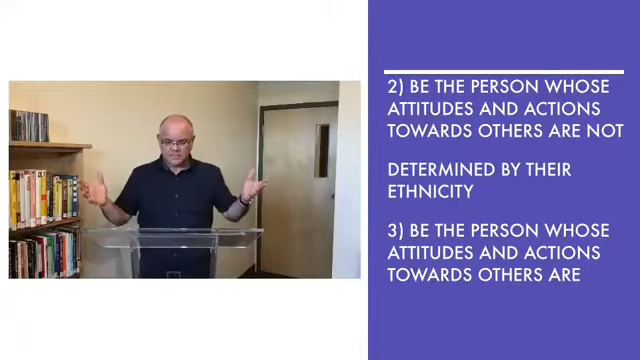 2) BE THE PERSON WHOSE
ATTITUDES AND ACTIONS
TOWARDS OTHERS ARE NOT
DETERMINED BY THEIR
ETHNICITY
3) BE THE PERSON WHOSE
ATTITUDES AND ACTIONS
TOWARDS OTHERS ARE